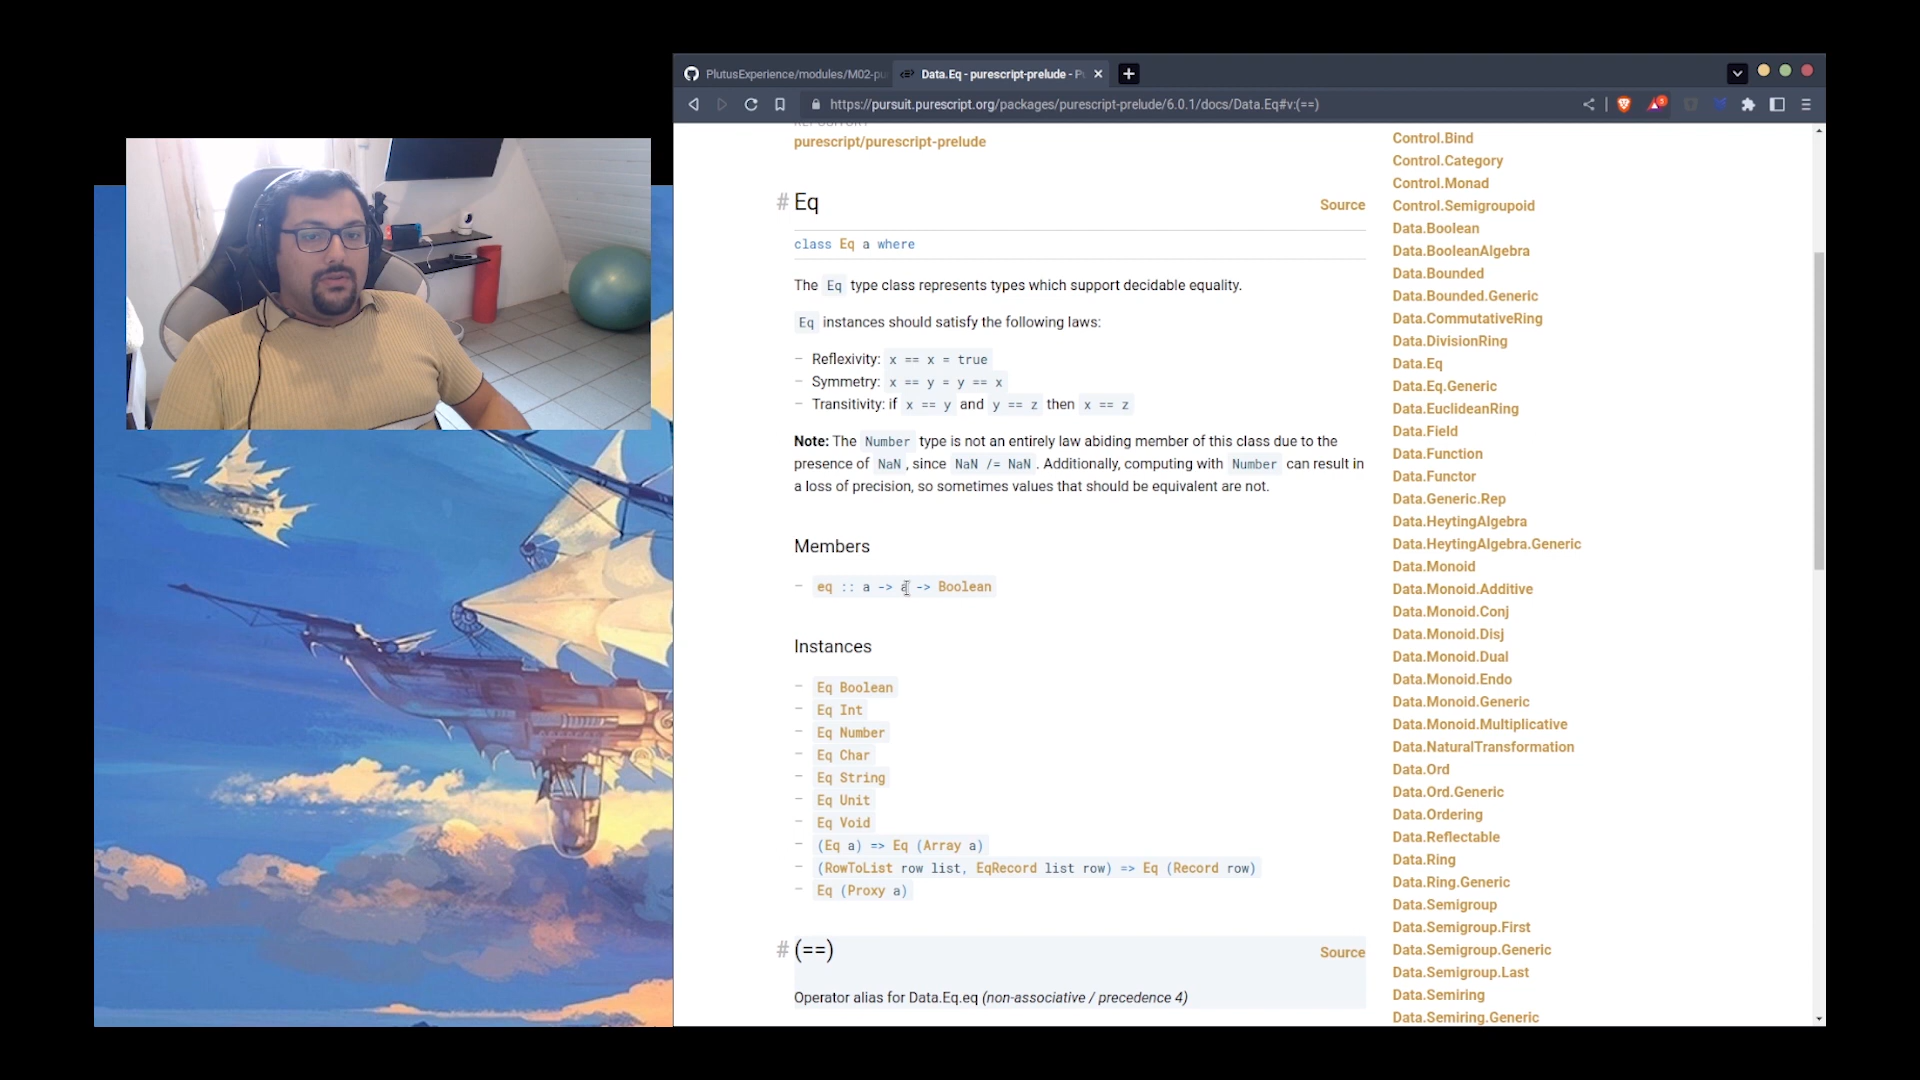 PlutusExperience/modules/M02-pu
Data.Eq - purescript-prelude - P
https://pursuit.purescript.org/packages/purescript-prelude/6.0.1/docs/Data.Eq#v:(==)
REPOSITORY
purescript/purescript-prelude
# Eq
Source
class Eq a where
The Eq type class represents types which support decidable equality.
Eq instances should satisfy the following laws:
– Reflexivity: x == x = true
– Symmetry: x == y = y == x
– Transitivity: if x == y and y == z then x == z
Note: The Number type is not an entirely law abiding member of this class due to the
presence of NaN, since NaN /= NaN. Additionally, computing with Number can result in
a loss of precision, so sometimes values that should be equivalent are not.
Members
– eq :: a -> a -> Boolean
Instances
– Eq Boolean
– Eq Int
– Eq Number
– Eq Char
– Eq String
– Eq Unit
– Eq Void
– (Eq a) => Eq (Array a)
– (RowToList row list, EqRecord list row) => Eq (Record row)
– Eq (Proxy a)
# (==)
Source
Operator alias for Data.Eq.eq (non-associative / precedence 4)
Control.Bind
Control.Category
Control.Monad
Control.Semigroupoid
Data.Boolean
Data.BooleanAlgebra
Data.Bounded
Data.Bounded.Generic
Data.CommutativeRing
Data.DivisionRing
Data.Eq
Data.Eq.Generic
Data.EuclideanRing
Data.Field
Data.Function
Data.Functor
Data.Generic.Rep
Data.HeytingAlgebra
Data.HeytingAlgebra.Generic
Data.Monoid
Data.Monoid.Additive
Data.Monoid.Conj
Data.Monoid.Disj
Data.Monoid.Dual
Data.Monoid.Endo
Data.Monoid.Generic
Data.Monoid.Multiplicative
Data.NaturalTransformation
Data.Ord
Data.Ord.Generic
Data.Ordering
Data.Reflectable
Data.Ring
Data.Ring.Generic
Data.Semigroup
Data.Semigroup.First
Data.Semigroup.Generic
Data.Semigroup.Last
Data.Semiring
Data.Semiring.Generic